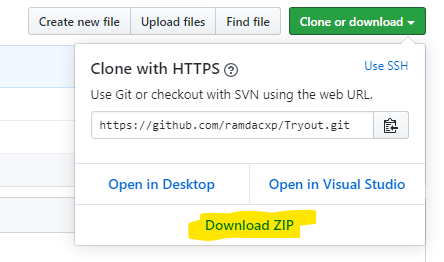 Create new file Upload files Find file Clone or download
Clone with HTTPS ? Use SSH
Use Git or checkout with SVN using the web URL.
https://github.com/ramdacxp/Tryout.git
Open in Desktop Open in Visual Studio
Download ZIP